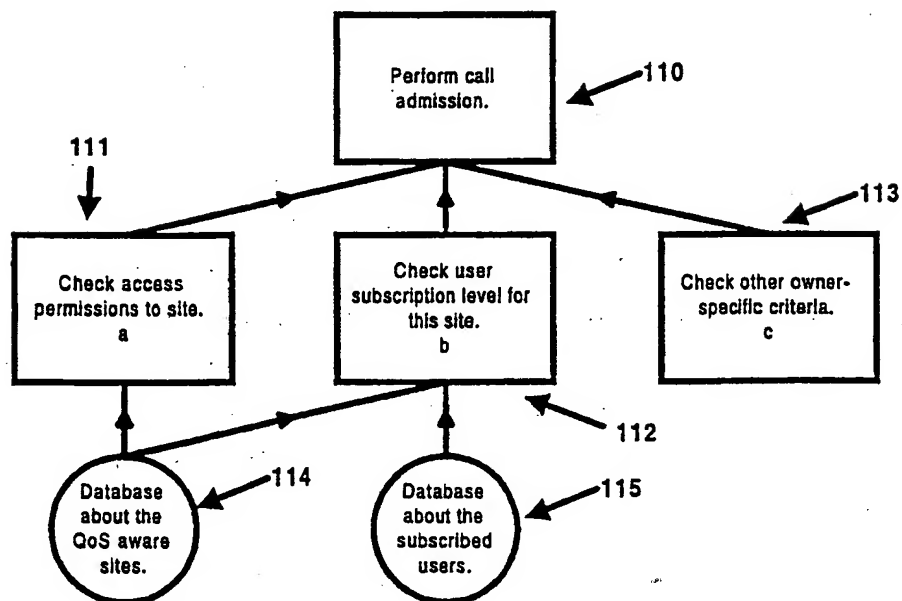 Perform call
admission.
110
111
113
Check access
permissions to site.
a
Check user
subscription level for
this site.
b
Check other owner-
specific criteria.
c
112
114
115
Database
about the
QoS aware
sites.
Database
about the
subscribed
users.